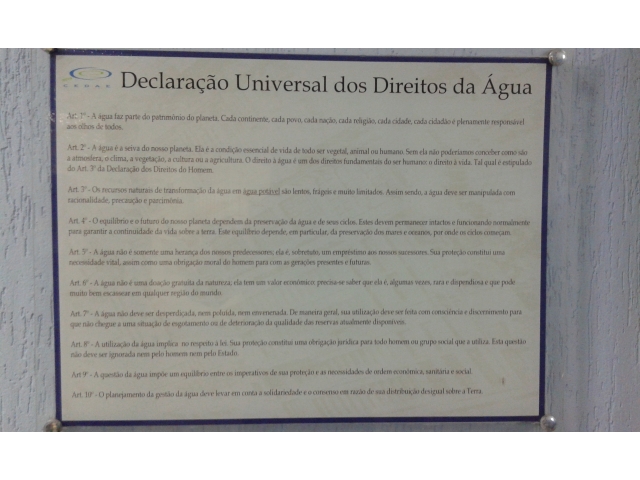 CEDAE
Declaração Universal dos Direitos da Água
Art. 1º - A água faz parte do patrimônio do planeta. Cada continente, cada povo, cada nação, cada religião, cada cidade, cada cidadão é plenamente responsável
aos olhos de todos.
Art. 2º - A água é a seiva do nosso planeta. Ela é a condição essencial de vida de todo ser vegetal, animal ou humano. Sem ela não poderíamos conceber como são
a atmosfera, o clima, a vegetação, a cultura ou a agricultura. O direito à água é um dos direitos fundamentais do ser humano: o direito à vida. Tal qual é estipulado
do Art. 3º da Declaração dos Direitos do Homem.
Art. 3º - Os recursos naturais de transformação da água em água potável são lentos, frágeis e muito limitados. Assim sendo, a água deve ser manipulada com
racionalidade, precaução e parcimônia.
Art. 4º - O equilíbrio e o futuro do nosso planeta dependem da preservação da água e de seus ciclos. Estes devem permanecer intactos e funcionando normalmente
para garantir a continuidade da vida sobre a terra. Este equilíbrio depende, em particular, da preservação dos mares e oceanos, por onde os ciclos começam.
Art. 5º - A água não é somente uma herança dos nossos predecessores; ela é, sobretudo, um empréstimo aos nossos sucessores. Sua proteção constitui uma
necessidade vital, assim como uma obrigação moral do homem para com as gerações presentes e futuras.
Art. 6º - A água não é uma doação gratuita da natureza; ela tem um valor econômico: precisa-se saber que ela é, algumas vezes, rara e dispendiosa e que pode
muito bem escassear em qualquer região do mundo.
Art. 7º - A água não deve ser desperdiçada, nem poluída, nem envenenada. De maneira geral, sua utilização deve ser feita com consciência e discernimento para
que não chegue a uma situação de esgotamento ou de deterioração da qualidade das reservas atualmente disponíveis.
Art. 8º - A utilização da água implica no respeito à lei. Sua proteção constitui uma obrigação jurídica para todo homem ou grupo social que a utiliza. Esta questão
não deve ser ignorada nem pelo homem nem pelo Estado.
Art 9º - A questão da água impõe um equilíbrio entre os imperativos de sua proteção e as necessidades de ordem econômica, sanitária e social.
Art. 10º - O planejamento da gestão da água deve levar em conta a solidariedade e o consenso em razão de sua distribuição desigual sobre a Terra.